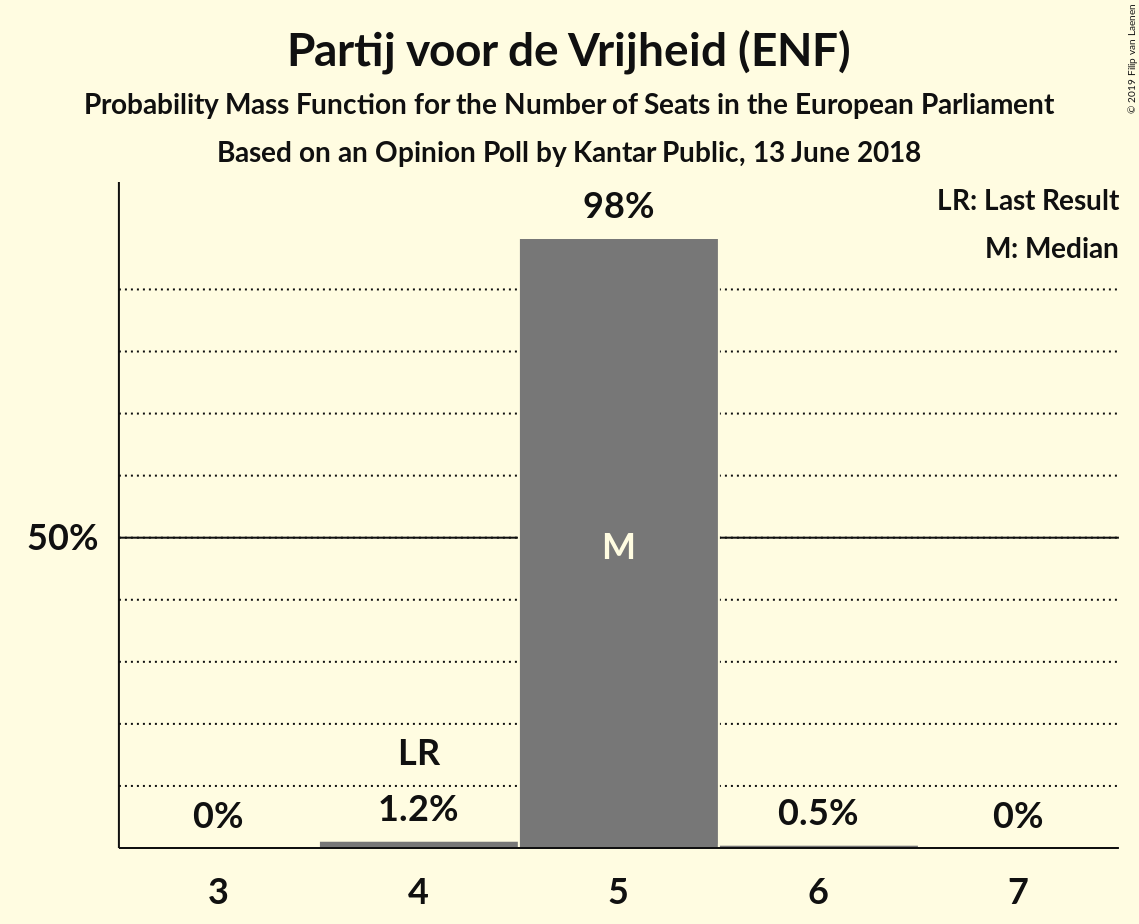 Partij voor de Vrijheid (ENF)
Probability Mass Function for the Number of Seats in the European Parliament
Based on an Opinion Poll by Kantar Public, 13 June 2018
© 2019 Filip van Laenen
LR: Last Result
M: Median
98%
50%
M
LR
0%
1.2%
0.5%
0%
3
4
5
6
7